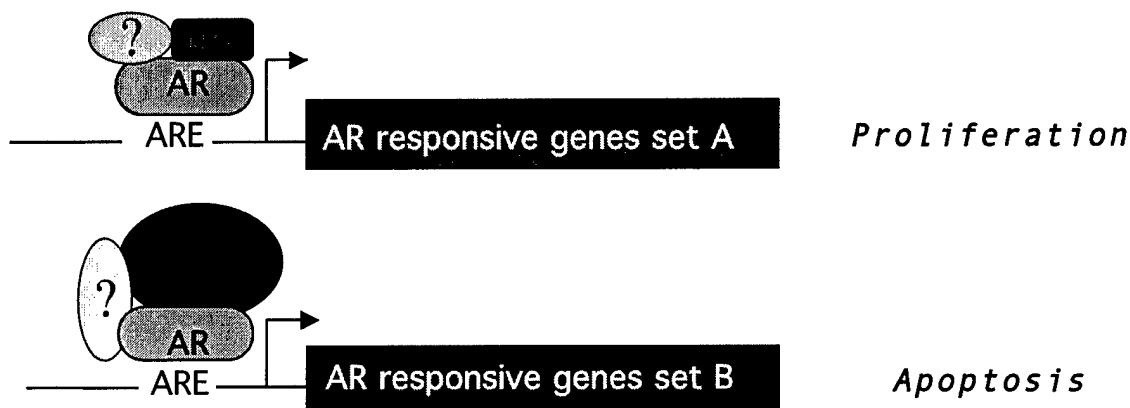 ?
AR
ARE
AR responsive genes set A
Proliferation
?
AR
ARE
AR responsive genes set B
Apoptosis